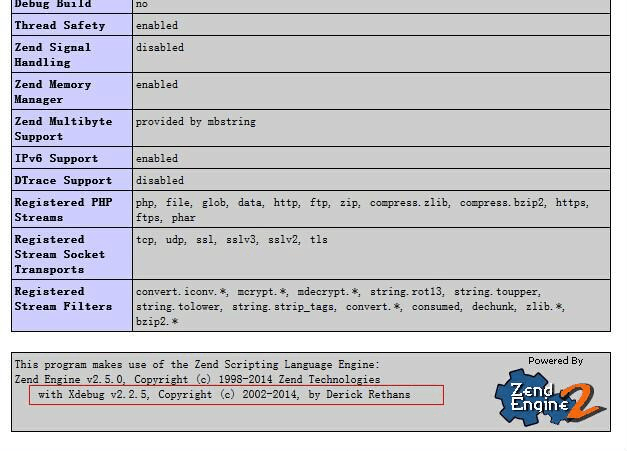 Debug Build no
Thread Safety enabled
Zend Signal disabled
Handling
Zend Memory enabled
Manager
Zend Multibyte provided by mbstring
Support
IPv6 Support enabled
DTrace Support disabled
Registered PHP php, file, glob, data, http, ftp, zip, compress.zlib, compress.bzip2, https,
Streams ftps, phar
Registered tcp, udp, ssl, sslv3, sslv2, tls
Stream Socket
Transports
Registered convert.iconv.*, mcrypt.*, mdecrypt.*, string.rot13, string.toupper,
Stream Filters string.tolower, string.strip_tags, convert.*, consumed, dechunk, zlib.*,
bzip2.*
This program makes use of the Zend Scripting Language Engine:
Zend Engine v2.5.0, Copyright (c) 1998-2014 Zend Technologies
with Xdebug v2.2.5, Copyright (c) 2002-2014, by Derick Rethans
Powered By
Zend
Engine 2